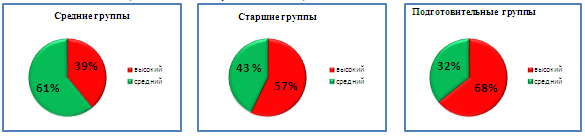 Средние группы
39%
61%
высокий
средний
Старшие группы
43 %
57%
высокий
средний
Подготовительные группы
32%
68%
высокий
средний